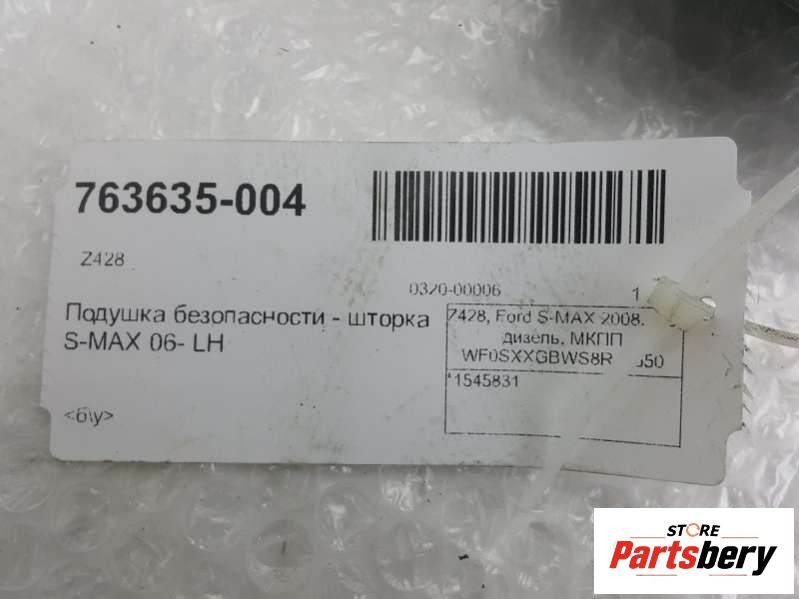 763635-004
Z428
0320-00006 1
Подушка безопасности - шторка
S-MAX 06- LH
<б\у>
Z428, Ford S-MAX 2008.
дизель, МКПП
WF0SXXGBWS8R 50
*1545831
STORE
Partsbery